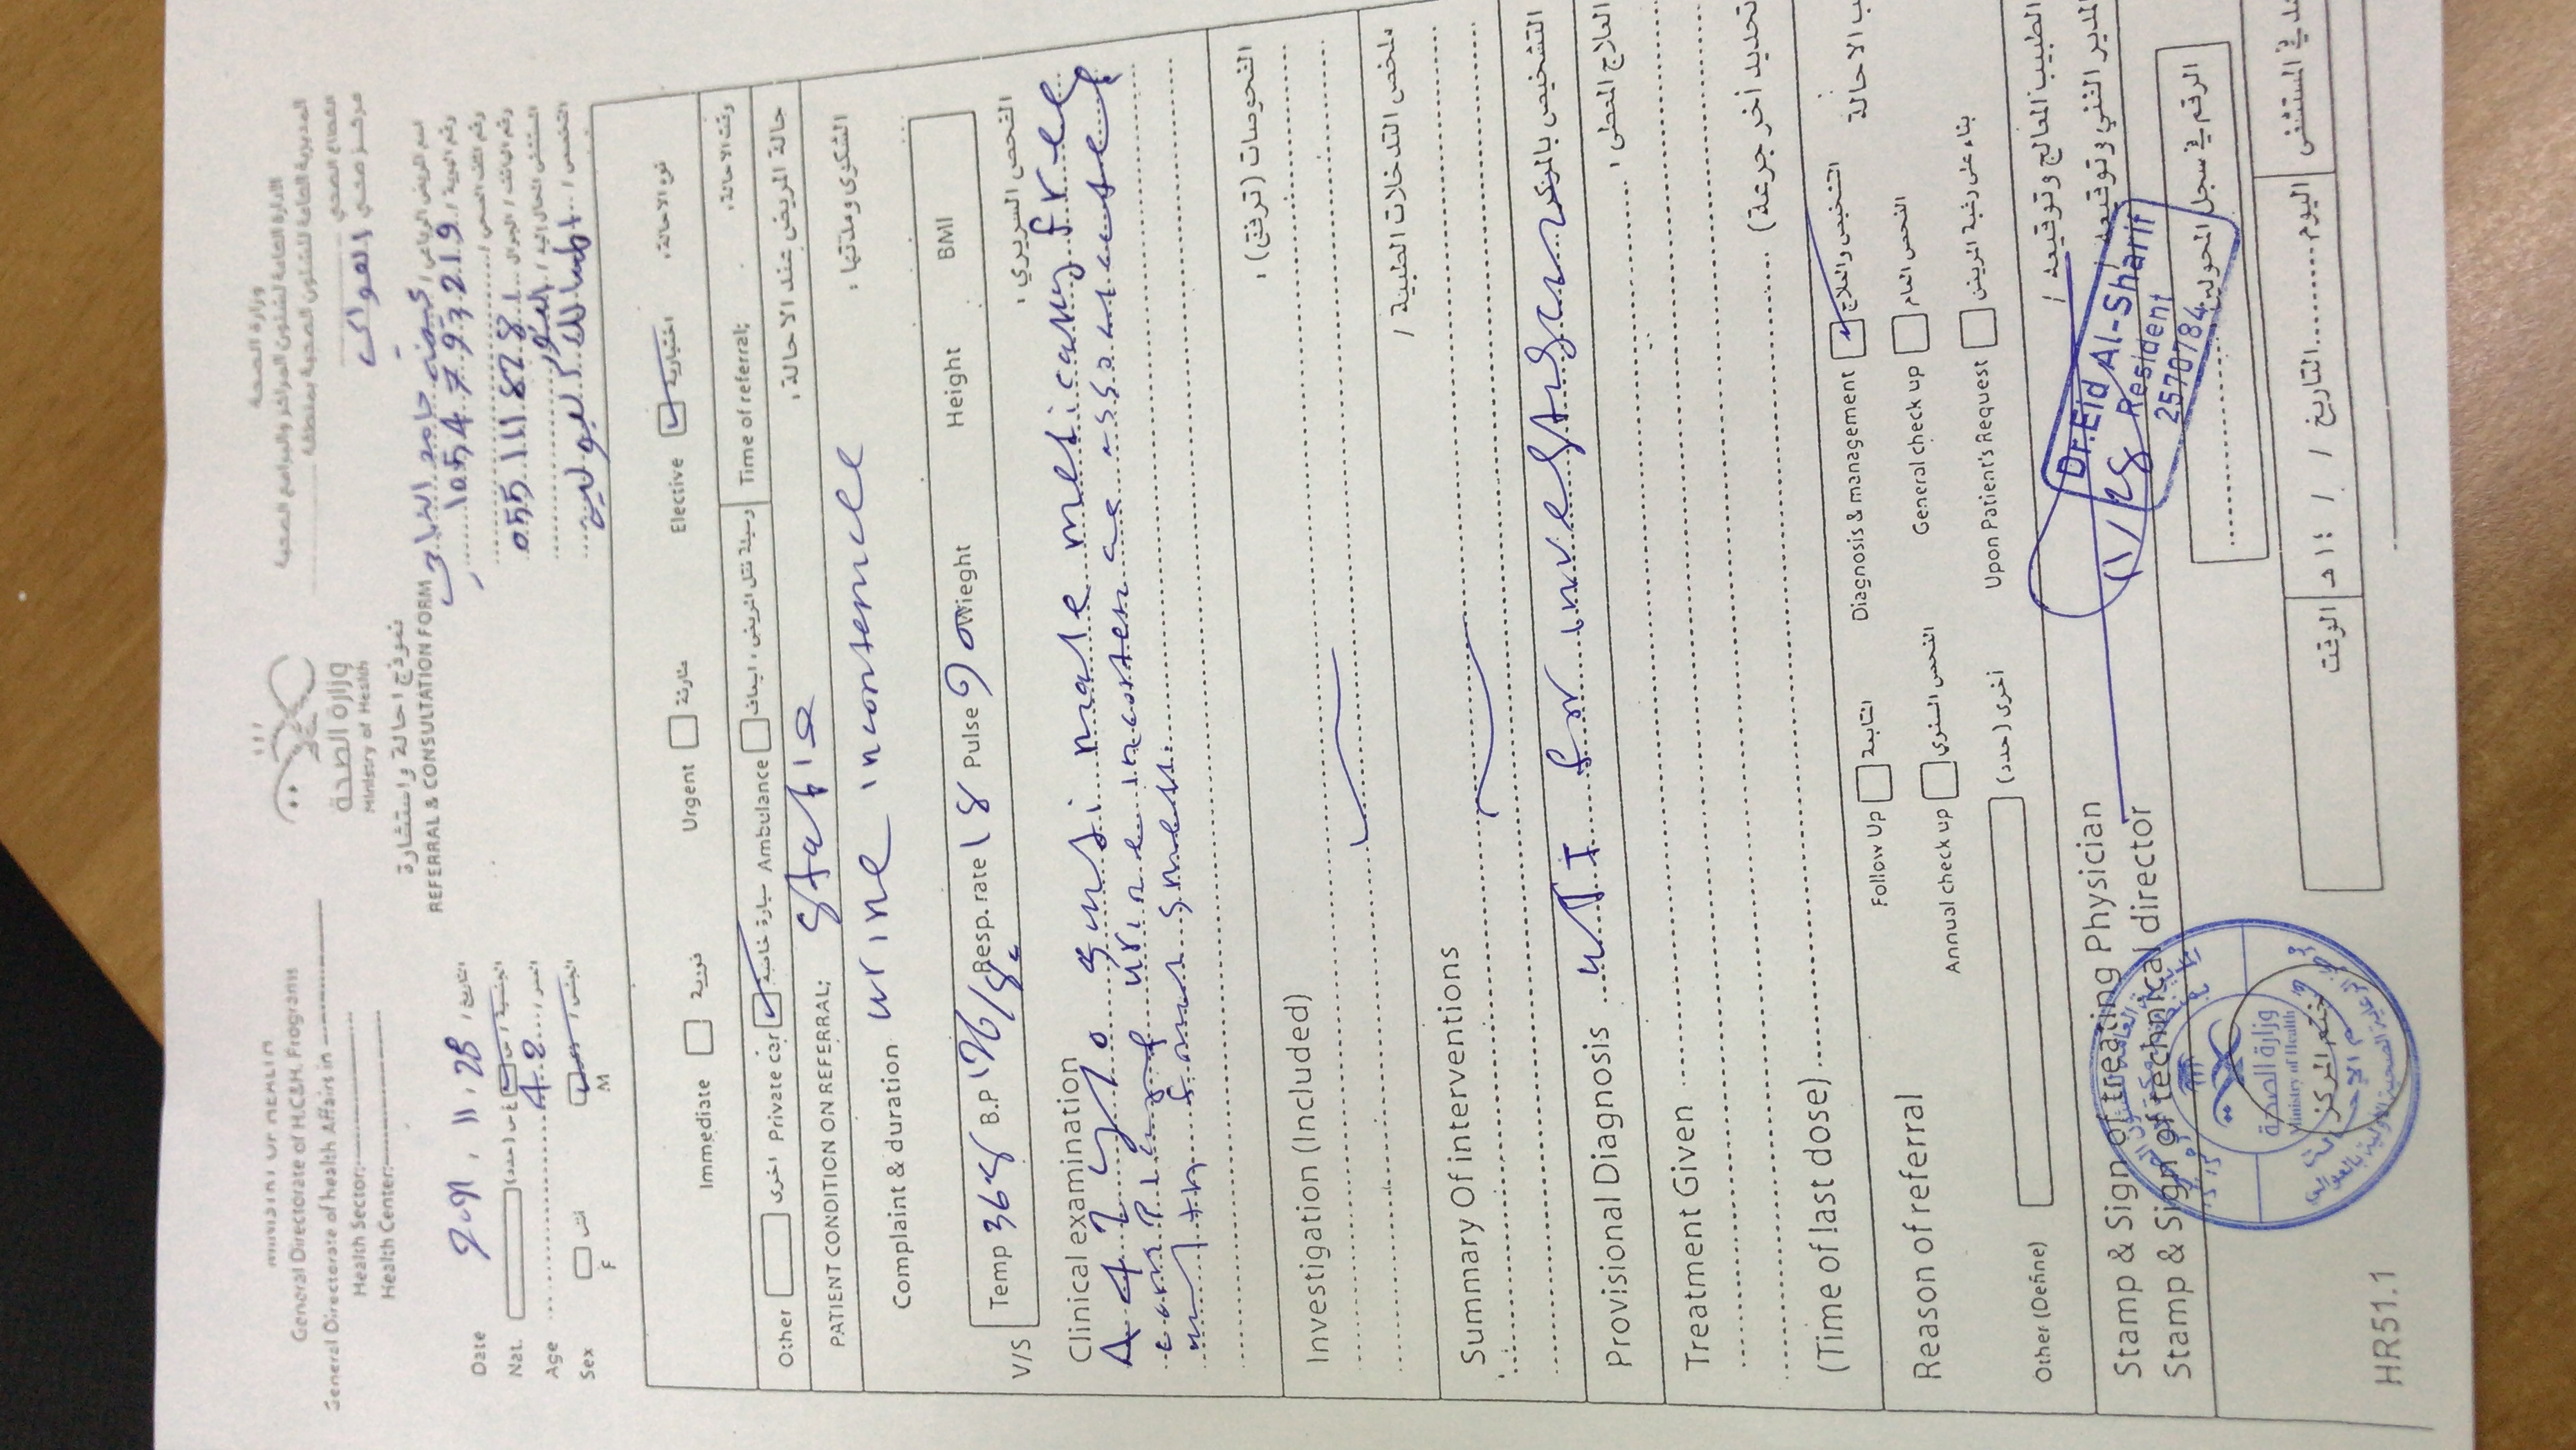 MINISTRY OF HEALTH
General Directorate of H.C&H. Programs
General Directorate of health Affairs in
Health Sector:
Health Center:
وزارة الصحة
Ministry of Health
نموذج احالة واستشارة
REFERRAL & CONSULTATION FORM
وزارة الصحة
الادارة العامة لشئون المراكز والبرامج الصحية
المديرية العامة للشئون الصحية بمنطقة
القطاع الصحي
مركز صحي العوالي
اسم المريض الرباعي / حامد
رقم الهوية / 1054793219
رقم الملف الصحي /
رقم الهاتف / الجوال 0551118281
المستشفى المحال إليه / النور
التخصص / المسالك البولية
Date 11.28 التاريخ /
Nat. (حدد) غ س س الجنسية /
Age 42 العمر /
Sex أنثى ذكر الجنس /
F M
Immediate فورية Urgent طارئة Elective اختيارية نوع الاحالة:
Other اخرى Private car سيارة خاصة Ambulance وسيلة نقل المريض: اسعاف Time of referral; وقت الاحالة:
PATIENT CONDITION ON REFERRAL; stable حالة المريض عند الاحالة:
Complaint & duration urine incontenence الشكوى ومدتها:
V/S Temp 36.8 B.P 126/80 Resp. rate 18 Pulse 90 Wieght Height BMI
Clinical examination الفحص السريري:
A 42 y/o male medically free
urine associated
with foul smell.
Investigation (Included) الفحوصات (ترفق):
Summary Of interventions ملخص التدخلات الطبية /
Provisional Diagnosis UTI for التشخيص بالمركز
Treatment Given العلاج المعطى:
(Time of last dose) تحديد أخر جرعة)
Reason of referral Follow Up المتابعة Diagnosis & management التشخيص والعلاج ب الاحالة
Annual check up الفحص السنوي General check up الفحص العام
Upon Patient's Request بناء على رغبة المريض
Other (Define) أخرى (حدد)
Stamp & Sign of treating Physician الطبيب المعالج وتوقيعه /
Stamp & Sign of technical director المدير الفني وتوقيعه /
Dr.Eid Al-Sharif
Resident
2570784
11/28
الرقم في سجل المحولين
وزارة الصحة
Ministry of Health
ختم المركز
مركز الرعاية الصحية الأولية بالعوالي
في المستشفى اليوم التاريخ / / ١٤هـ الوقت
HR51.1